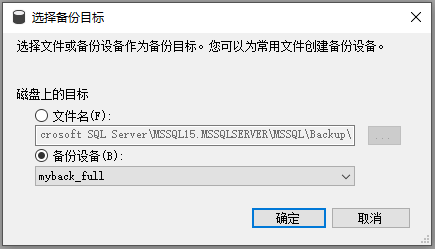 选择备份目标
选择文件或备份设备作为备份目标。您可以为常用文件创建备份设备。
磁盘上的目标
文件名(F):
crosoft SQL Server\MSSQL15.MSSQLSERVER\MSSQL\Backup\
...
备份设备(B):
myback_full
确定
取消